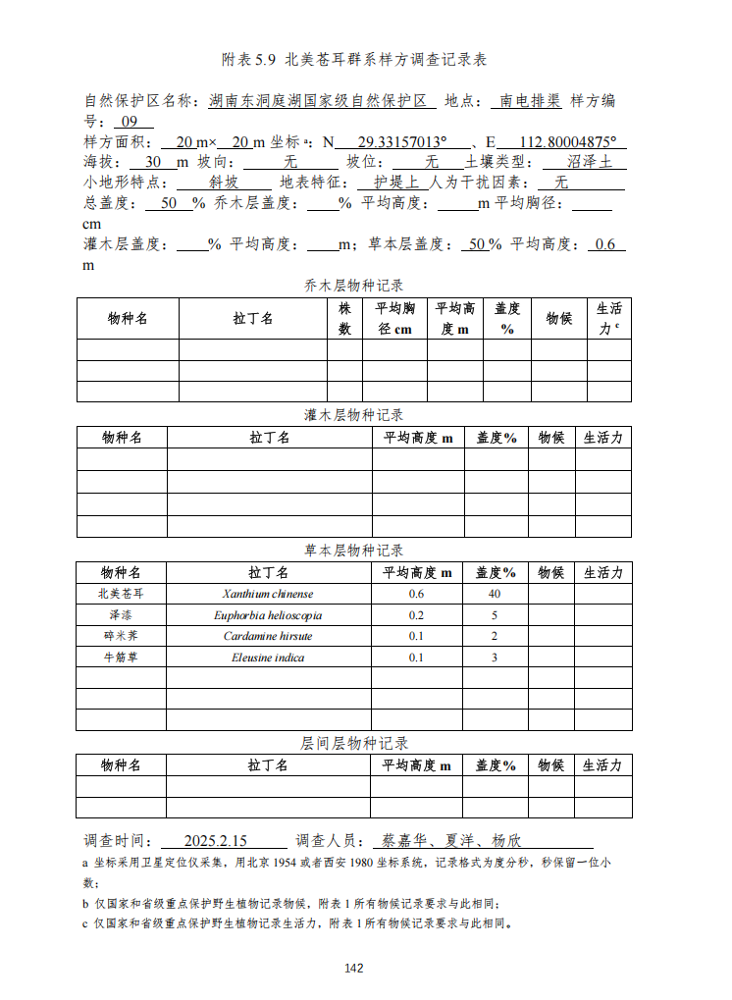 附表 5.9 北美苍耳群系样方调查记录表
自然保护区名称：湖南东洞庭湖国家级自然保护区 地点： 南电排渠 样方编
号： 09
样方面积： 20 m× 20 m 坐标 a：N 29.33157013° 、E 112.80004875°
海拔： 30 m 坡向： 无 坡位： 无 土壤类型： 沼泽土
小地形特点： 斜坡 地表特征： 护堤上 人为干扰因素： 无
总盖度： 50 % 乔木层盖度： % 平均高度： m 平均胸径：
cm
灌木层盖度： % 平均高度： m；草本层盖度： 50 % 平均高度： 0.6
m
乔木层物种记录
物种名 拉丁名 株数 平均胸径 cm 平均高度 m 盖度% 物候 生活力 c
灌木层物种记录
物种名 拉丁名 平均高度 m 盖度% 物候 生活力
草本层物种记录
物种名 拉丁名 平均高度 m 盖度% 物候 生活力
北美苍耳 Xanthium chinense 0.6 40
泽漆 Euphorbia helioscopia 0.2 5
碎米荠 Cardamine hirsute 0.1 2
牛筋草 Eleusine indica 0.1 3
层间层物种记录
物种名 拉丁名 平均高度 m 盖度% 物候 生活力
调查时间： 2025.2.15 调查人员： 蔡嘉华、夏洋、杨欣
a 坐标采用卫星定位仪采集，用北京 1954 或者西安 1980 坐标系统，记录格式为度分秒，秒保留一位小
数；
b 仅国家和省级重点保护野生植物记录物候，附表 1 所有物候记录要求与此相同；
c 仅国家和省级重点保护野生植物记录生活力，附表 1 所有物候记录要求与此相同。
142